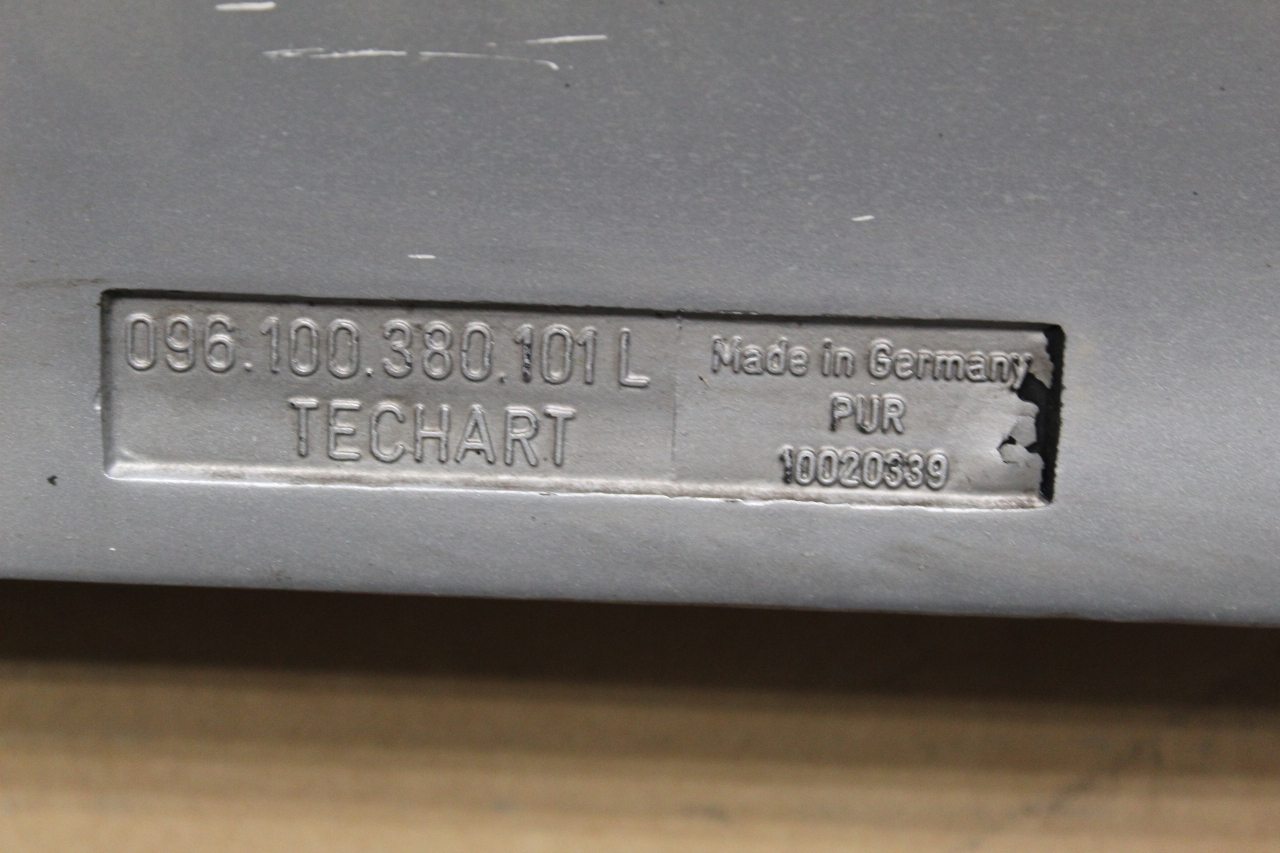 096.100.380.101 L
TECHART
Made in Germany
PUR
10020339